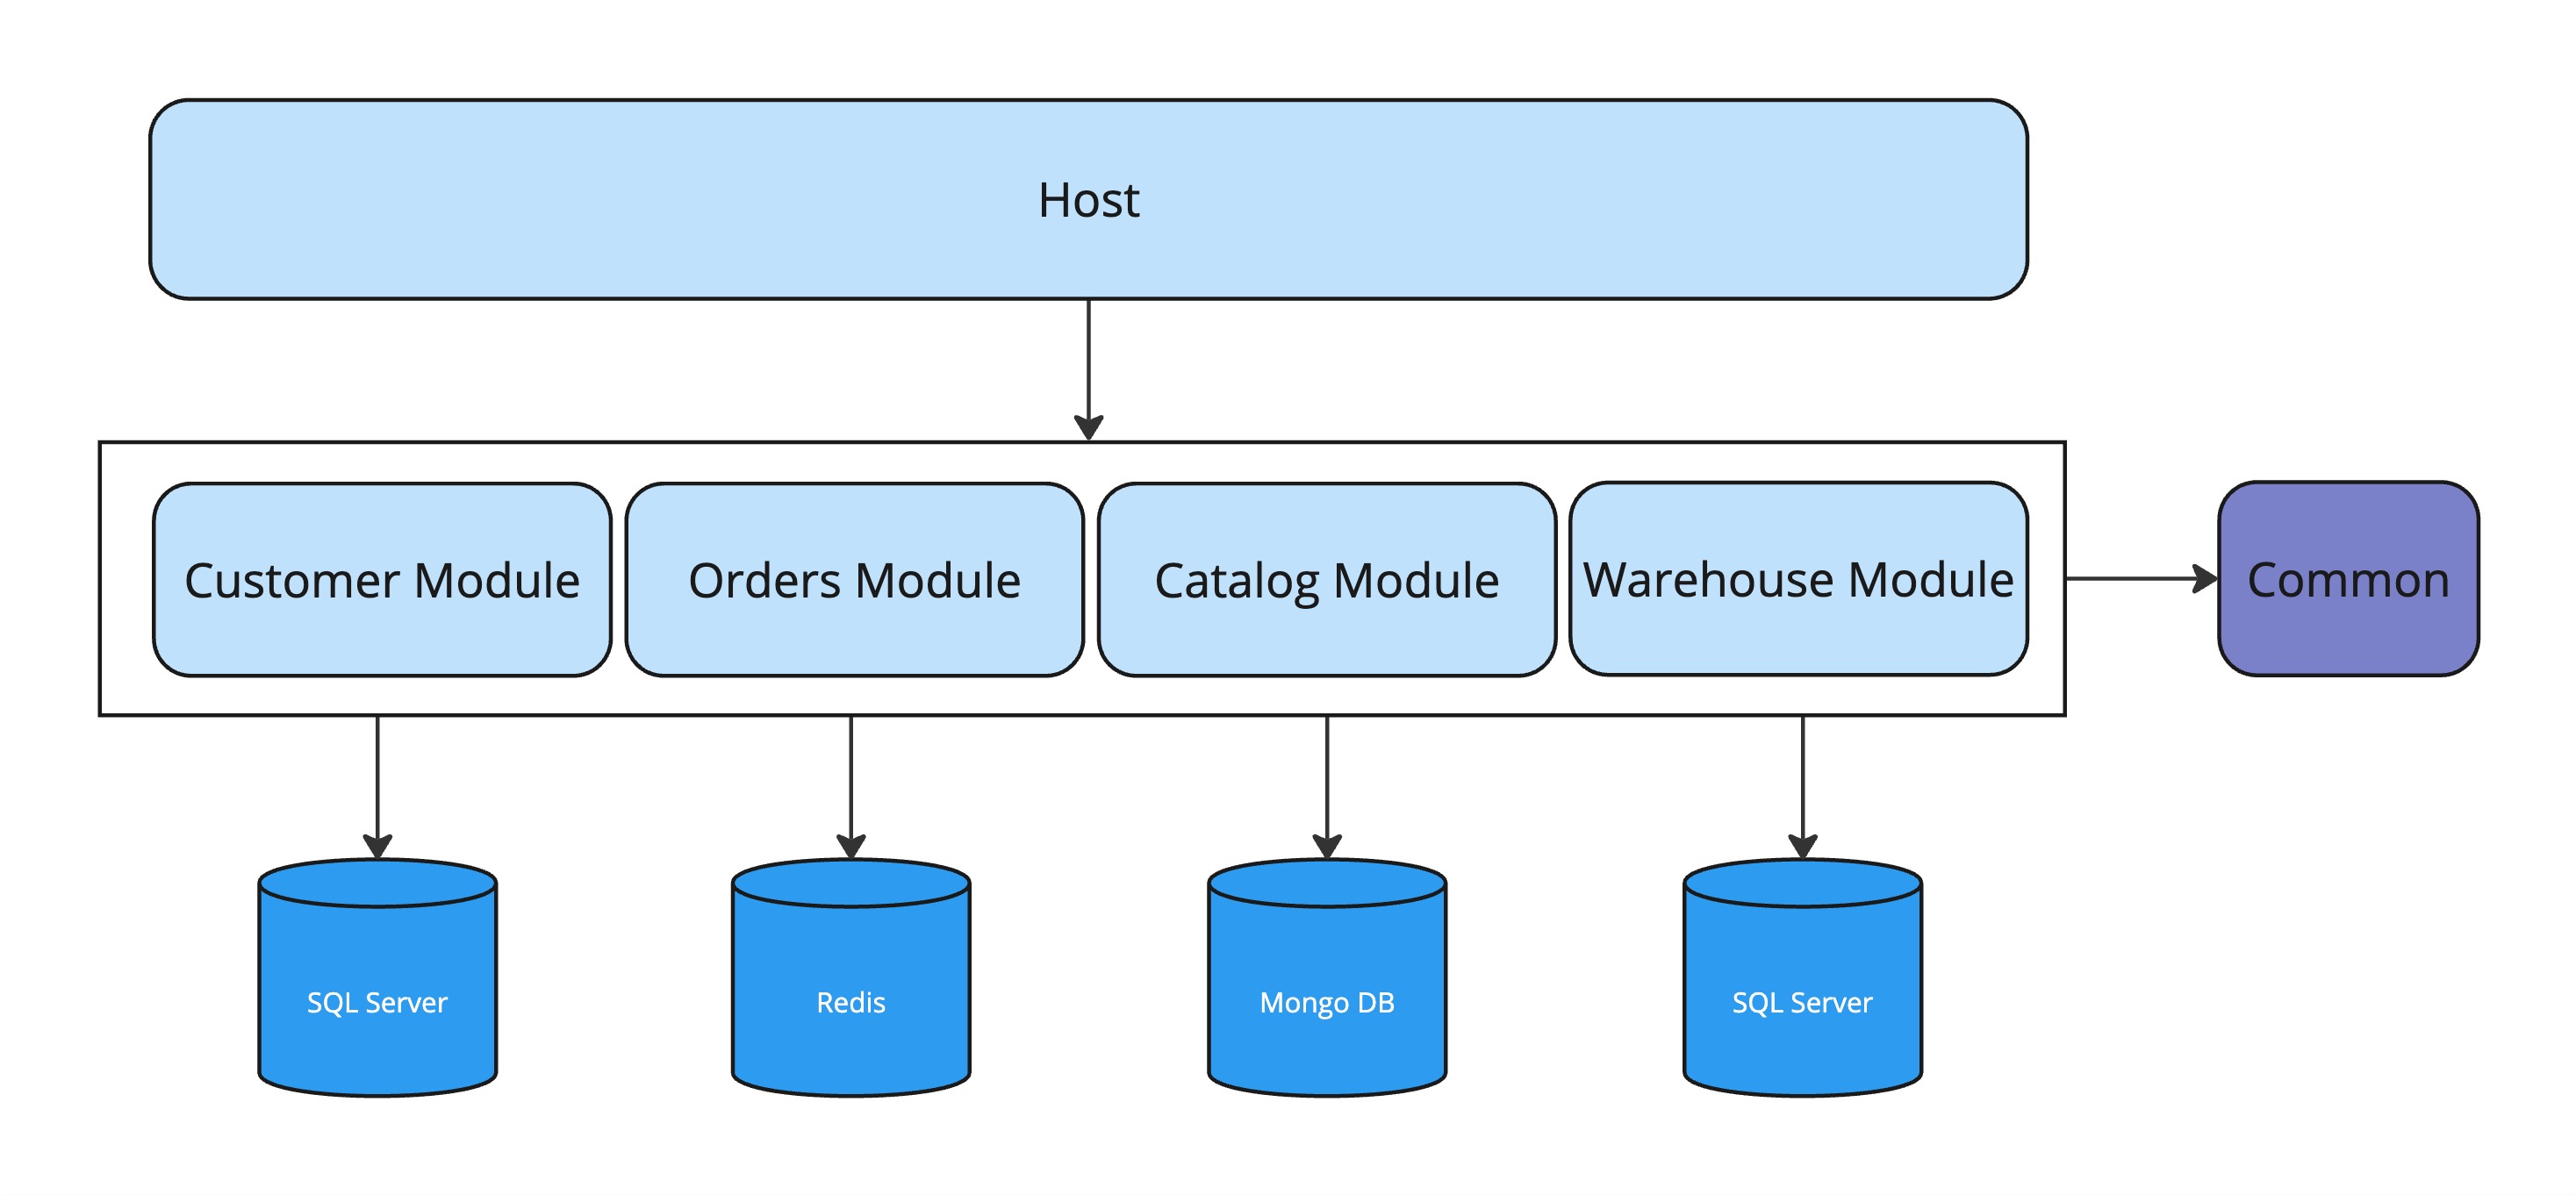 Host
Customer Module
Orders Module
Catalog Module
Warehouse Module
Common
SQL Server
Redis
Mongo DB
SQL Server